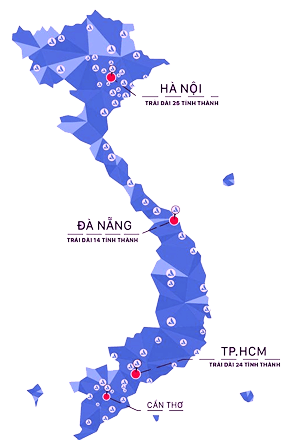 HÀ NỘI
TRẢI DÀI 25 TỈNH THÀNH
ĐÀ NẴNG
TRẢI DÀI 14 TỈNH THÀNH
TP.HCM
TRẢI DÀI 24 TỈNH THÀNH
CẦN THƠ